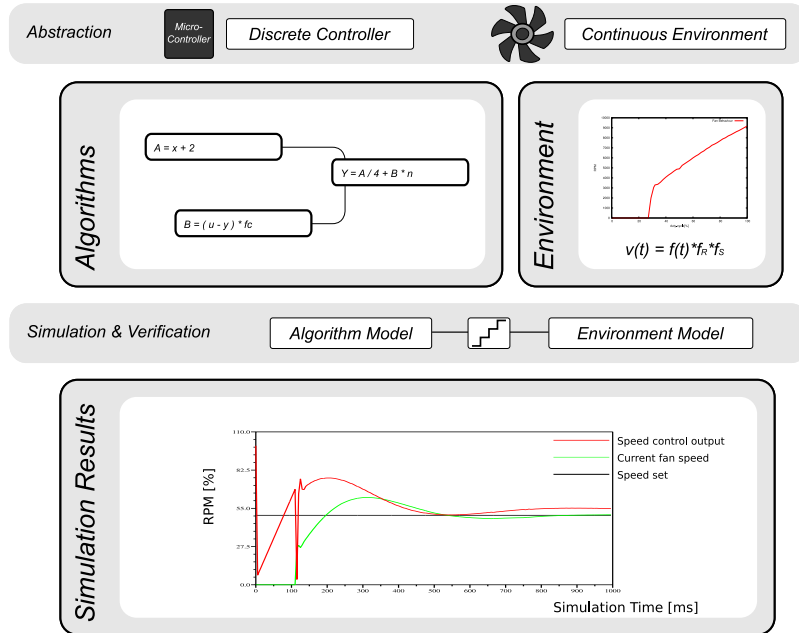 Abstraction
Micro-
Controller
Discrete Controller
Continuous Environment
Algorithms
A = x + 2
Y = A / 4 + B * n
B = ( u - y ) * fc
Environment
v(t) = f(t)*fR*fS
Simulation & Verification
Algorithm Model
Environment Model
Simulation Results
RPM [%]
110.0
82.5
55.0
27.5
0.0
0 100 200 300 400 500 600 700 800 900 1000
Simulation Time [ms]
Speed control output
Current fan speed
Speed set